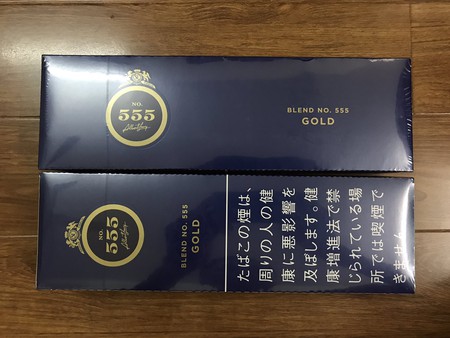 NO.
555
BLEND NO. 555
GOLD
NO.
555
BLEND NO. 555
GOLD
たばこの煙は、
周りの人の健
康に悪影響を
及ぼします。健
康増進法で禁
じられている場
所では喫煙で
きません